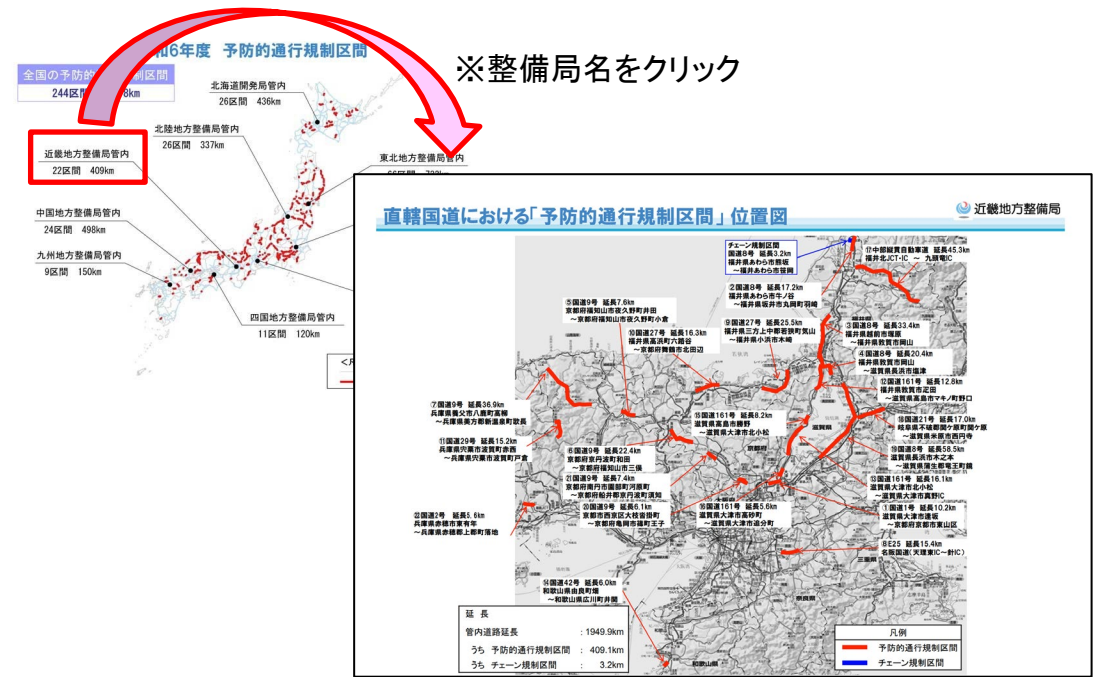 和6年度 予防的通行規制区間
※整備局名をクリック
全国の予防的 制区間
244区 8km
北海道開発局管内
26区間 436km
北陸地方整備局管内
26区間 337km
近畿地方整備局管内
22区間 409km
東北地方整備局管内
中国地方整備局管内
24区間 498km
九州地方整備局管内
9区間 150km
四国地方整備局管内
11区間 120km
直轄国道における「予防的通行規制区間」位置図
近畿地方整備局
チェーン規制区間
国道8号 延長3.2km
福井県あわら市熊坂
～福井あわら市笹岡
⑰中部縦貫自動車道 延長45.3km
福井北JCT・IC ～ 九頭竜IC
②国道8号 延長17.2km
福井県あわら市牛ノ谷
～福井県坂井市丸岡町羽崎
⑤国道9号 延長7.6km
京都府福知山市夜久野町井田
～京都府福知山市夜久野町小倉
⑨国道27号 延長25.5km
福井県三方上中郡若狭町気山
～福井県小浜市木崎
③国道8号 延長33.4km
福井県越前市塚原
～福井県敦賀市岡山
⑩国道27号 延長16.3km
福井県高浜町六路谷
～京都府舞鶴市北田辺
④国道8号 延長20.4km
福井県敦賀市岡山
～滋賀県長浜市塩津
⑫国道161号 延長12.8km
福井県敦賀市疋田
～滋賀県高島市マキノ町野口
⑦国道9号 延長36.9km
兵庫県養父市八鹿町高柳
～兵庫県美方郡新温泉町歌長
⑮国道161号 延長8.2km
滋賀県高島市勝野
～滋賀県大津市北小松
滋賀県
⑱国道21号 延長17.0km
岐阜県不破郡関ケ原町関ケ原
～滋賀県米原市西円寺
⑪国道29号 延長15.2km
兵庫県宍粟市波賀町赤西
～兵庫県宍粟市波賀町戸倉
⑥国道9号 延長22.4km
京都府京丹波町和田
～京都府福知山市三俣
京都府
⑲国道8号 延長58.5km
滋賀県長浜市木之本
～滋賀県蒲生郡竜王町鏡
㉑国道9号 延長7.4km
京都府南丹市園部町河原町
～京都府船井郡京丹波町須知
⑬国道161号 延長16.1km
滋賀県大津市北小松
～滋賀県大津市真野IC
⑳国道9号 延長6.1km
京都市西京区大枝沓掛町
～京都府亀岡市篠町王子
⑯国道161号 延長5.6km
滋賀県大津市高砂町
～滋賀県大津市追分町
①国道1号 延長10.2km
滋賀県大津市逢坂
～京都府京都市東山区
㉒国道2号 延長5.6km
兵庫県赤穂市東有年
～兵庫県赤穂郡上郡町落地
⑧E25 延長15.4km
名阪国道（天理東IC～針IC）
三重県
奈良県
⑭国道42号 延長6.0km
和歌山県由良町畑
～和歌山県広川町井関
和歌山県
延 長
管内道路延長 : 1949.9km
うち 予防的通行規制区間 : 409.1km
うち チェーン規制区間 : 3.2km
凡例
予防的通行規制区間
チェーン規制区間